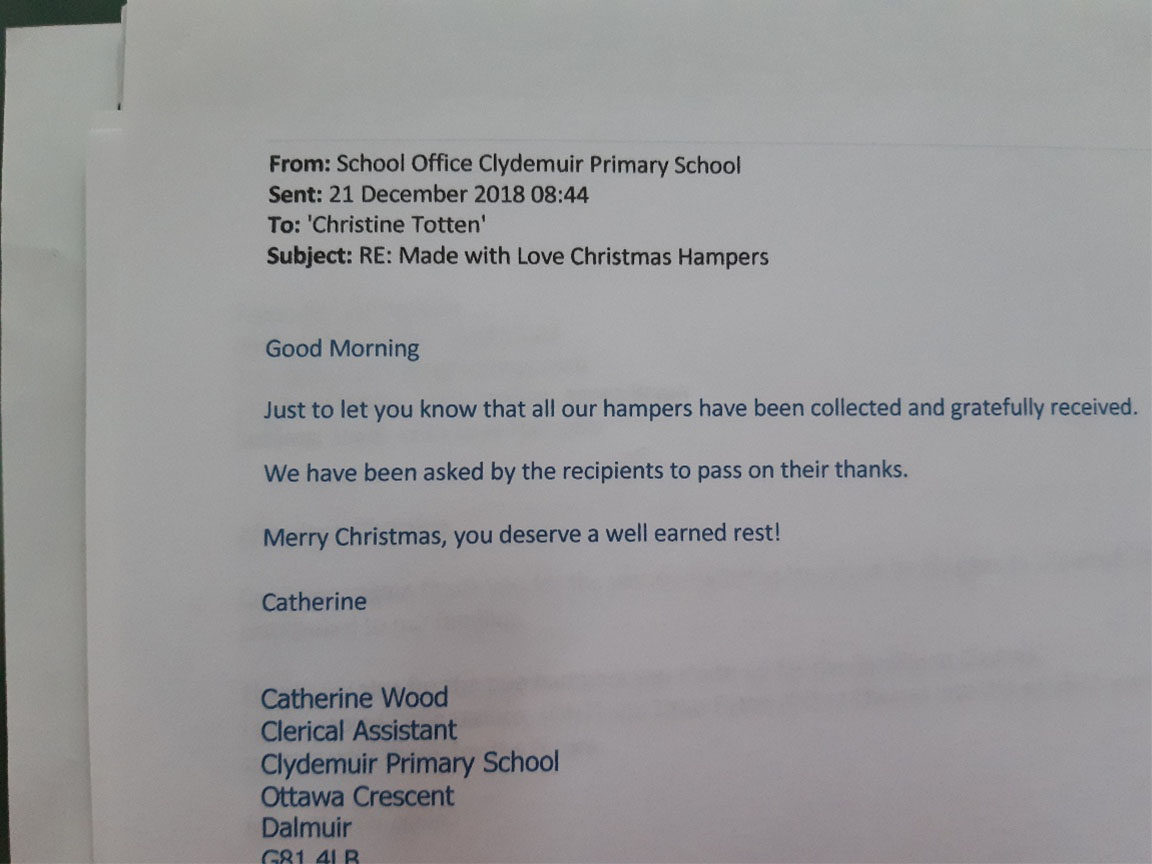 From: School Office Clydemuir Primary School
Sent: 21 December 2018 08:44
To: 'Christine Totten'
Subject: RE: Made with Love Christmas Hampers
Good Morning
Just to let you know that all our hampers have been collected and gratefully received.
We have been asked by the recipients to pass on their thanks.
Merry Christmas, you deserve a well earned rest!
Catherine
Catherine Wood
Clerical Assistant
Clydemuir Primary School
Ottawa Crescent
Dalmuir
G81 4LB